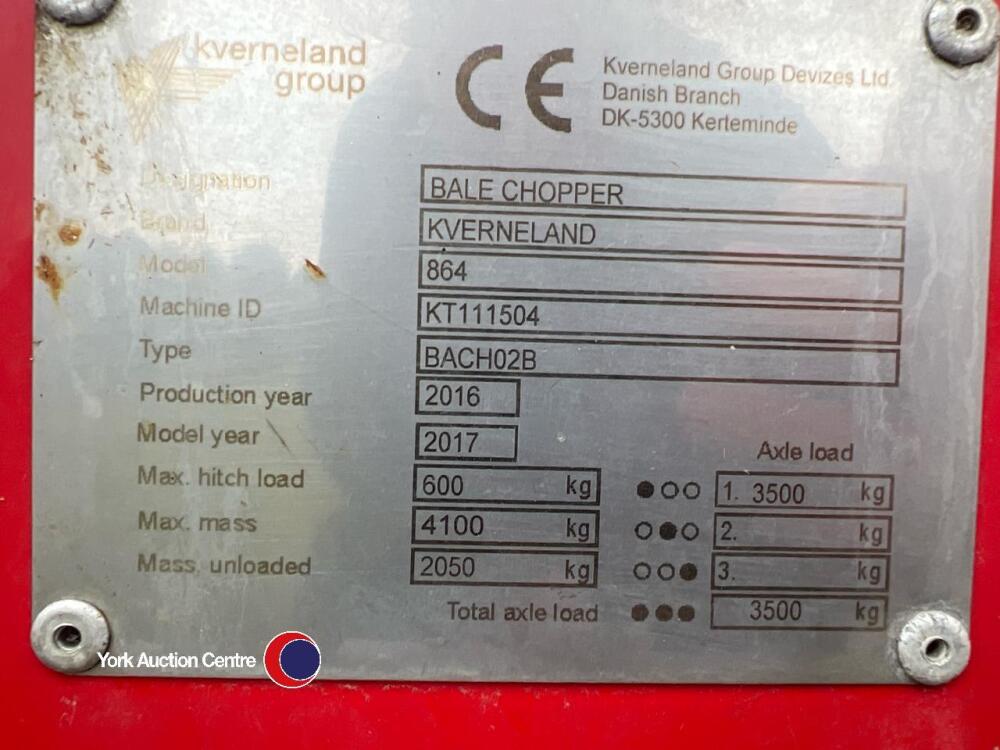 kverneland
group
CE
Kverneland Group Devizes Ltd.
Danish Branch
DK-5300 Kerteminde
Designation BALE CHOPPER
Brand KVERNELAND
Model 864
Machine ID KT111504
Type BACH02B
Production year 2016
Model year 2017
Axle load
Max. hitch load 600 kg 1. 3500 kg
Max. mass 4100 kg 2. kg
Mass, unloaded 2050 kg 3. kg
Total axle load 3500 kg
York Auction Centre